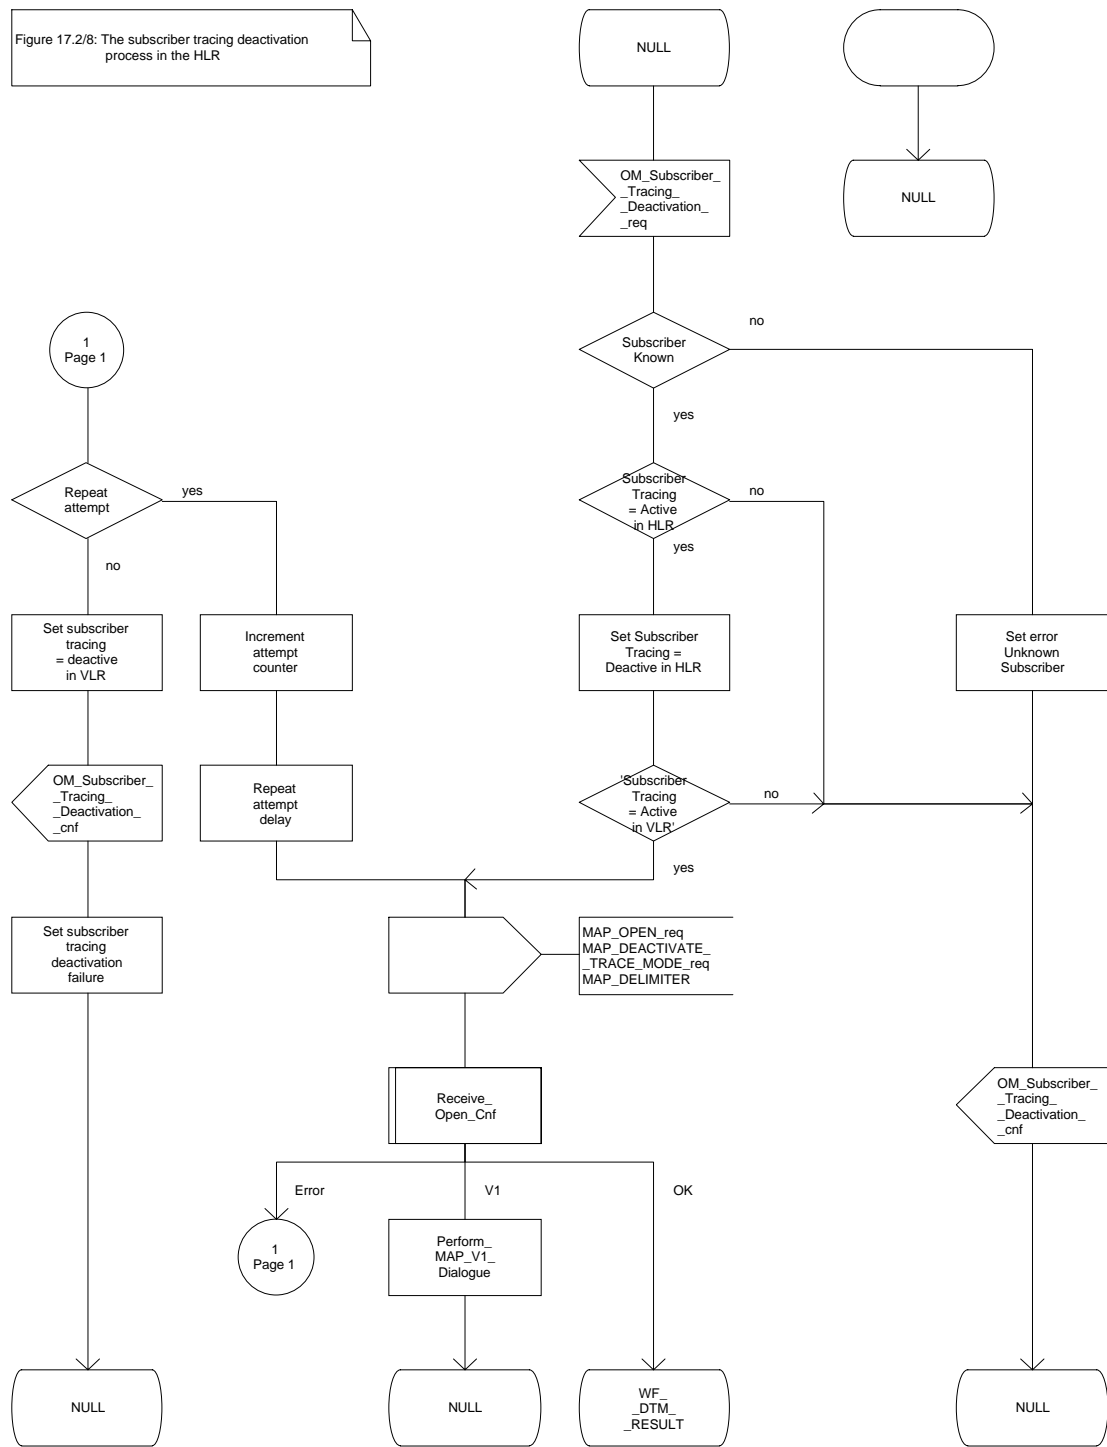 Figure 17.2/8: The subscriber tracing deactivation
process in the HLR
NULL
OM_Subscriber_
_Tracing_
_Deactivation_
_req
NULL
1
Page 1
Subscriber
Known
no
yes
Repeat
attempt
yes
no
Subscriber
Tracing
= Active
in HLR
no
yes
Set subscriber
tracing
= deactive
in VLR
Increment
attempt
counter
Set Subscriber
Tracing =
Deactive in HLR
Set error
Unknown
Subscriber
OM_Subscriber_
_Tracing_
_Deactivation_
_cnf
Repeat
attempt
delay
'Subscriber
Tracing
= Active
in VLR'
no
yes
Set subscriber
tracing
deactivation
failure
MAP_OPEN_req
MAP_DEACTIVATE_
_TRACE_MODE_req
MAP_DELIMITER
Receive_
Open_Cnf
OM_Subscriber_
_Tracing_
_Deactivation_
_cnf
Error
V1
OK
1
Page 1
Perform_
MAP_V1_
Dialogue
NULL
NULL
WF_
_DTM_
_RESULT
NULL